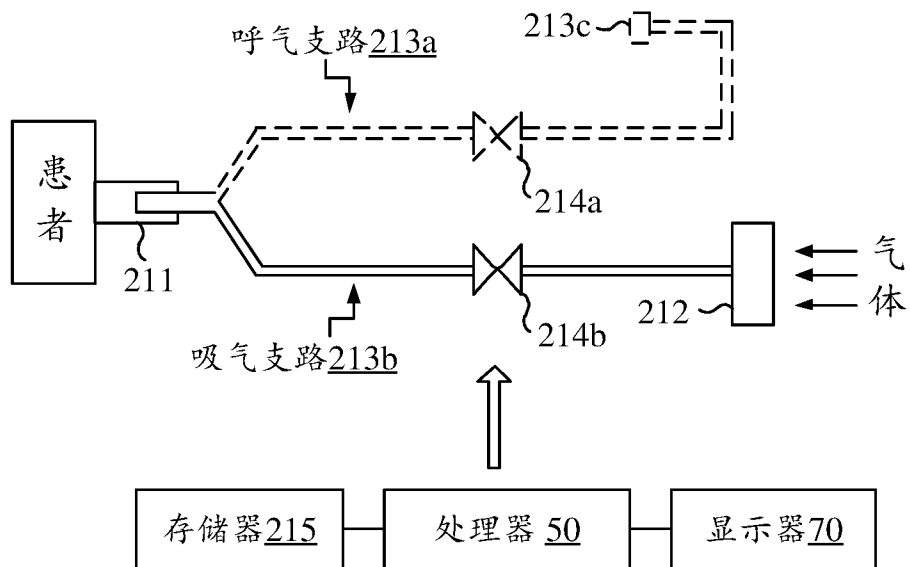 213c
呼气支路213a
患者
214a
211
气体
212
214b
吸气支路213b
存储器215
处理器 50
显示器70